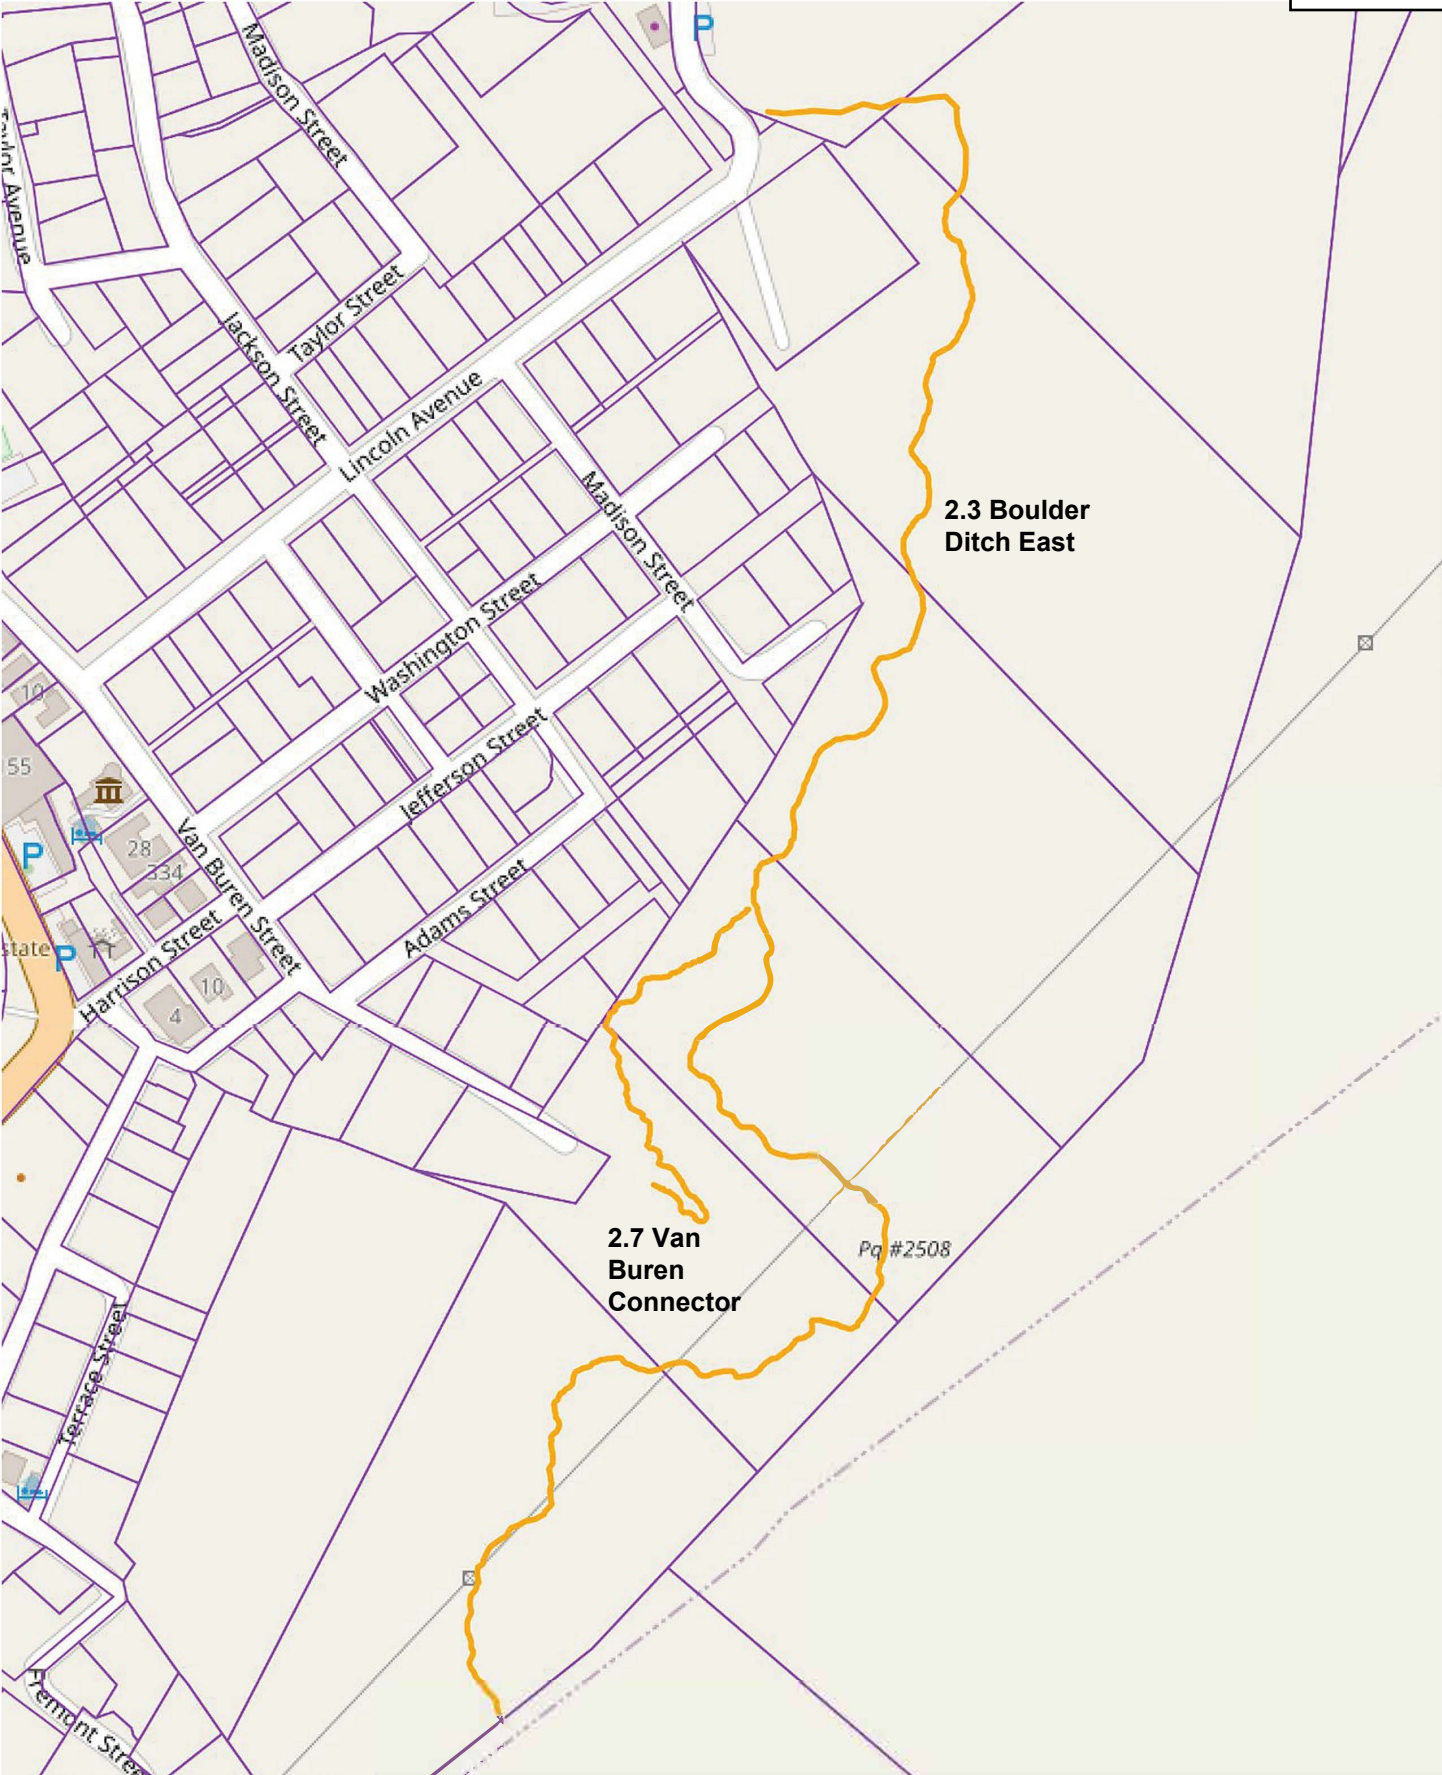 P
Madison Street
Taylor Avenue
Taylor Street
Jackson Street
Lincoln Avenue
Madison Street
2.3 Boulder
Ditch East
Washington Street
10
Jefferson Street
55
P
28
334
Van Buren Street
Adams Street
state
P
Harrison Street
10
4
2.7 Van
Buren
Connector
#2508
Terrace Street
Fremont Stree